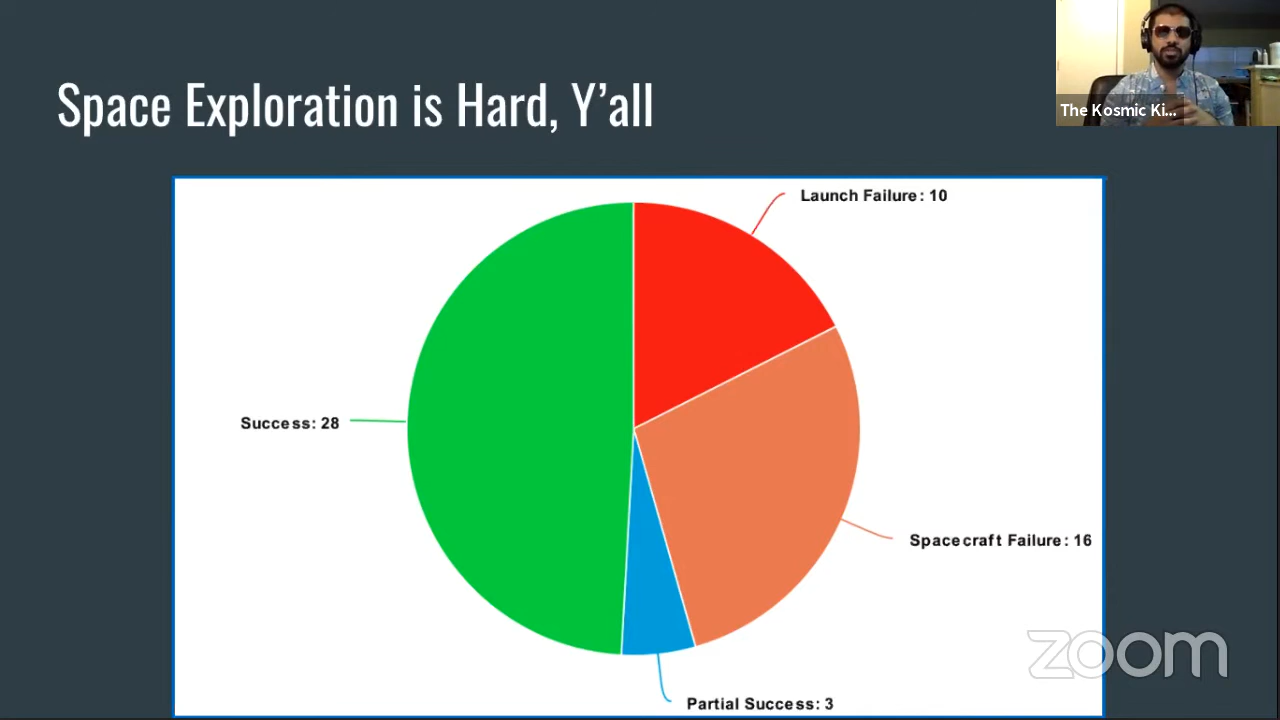 Space Exploration is Hard, Y’all
The Kosmic Ki...
Launch Failure: 10
Success: 28
Spacecraft Failure: 16
zoom
Partial Success: 3